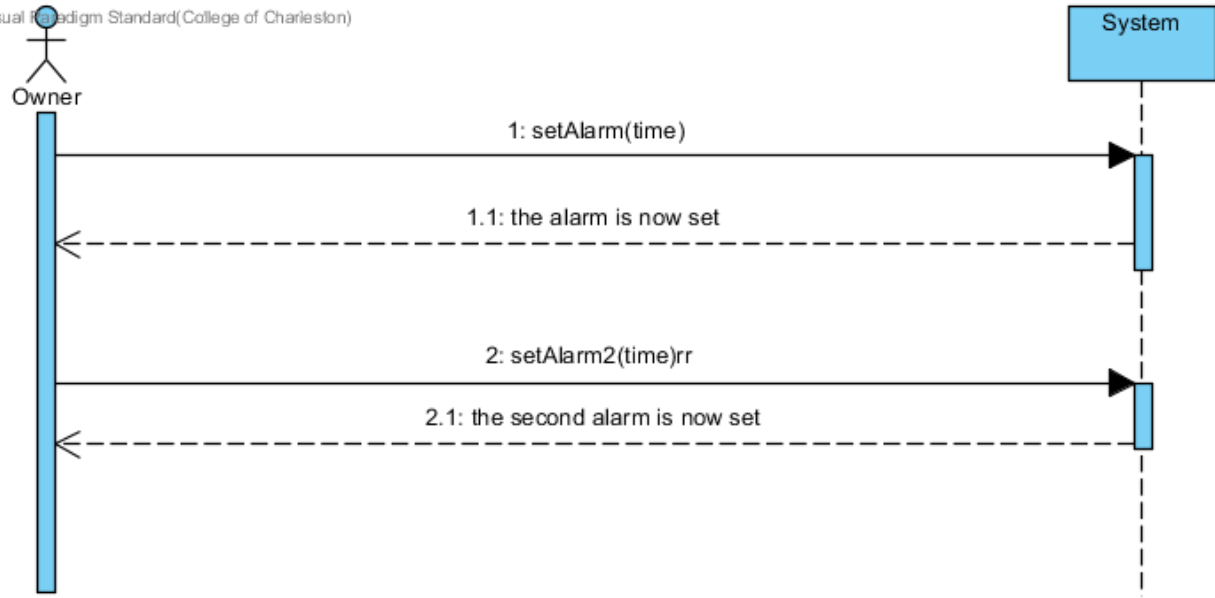 sual Paradigm Standard(College of Charleston)
System
Owner
1: setAlarm(time)
1.1: the alarm is now set
2: setAlarm2(time)rr
2.1: the second alarm is now set